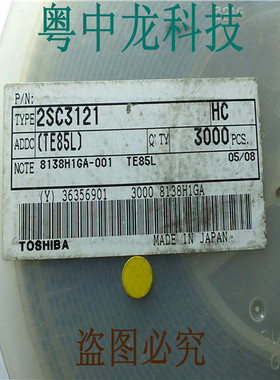 粤中龙科技
P/N:
TYPE 2SC3121 HC
ADDC (TE85L) Q'TY 3000 PCS.
NOTE 8138H1GA-001 TE85L 05/08
(Y) 36356901 3000 8138H1GA
TOSHIBA MADE IN JAPAN
盗图必究